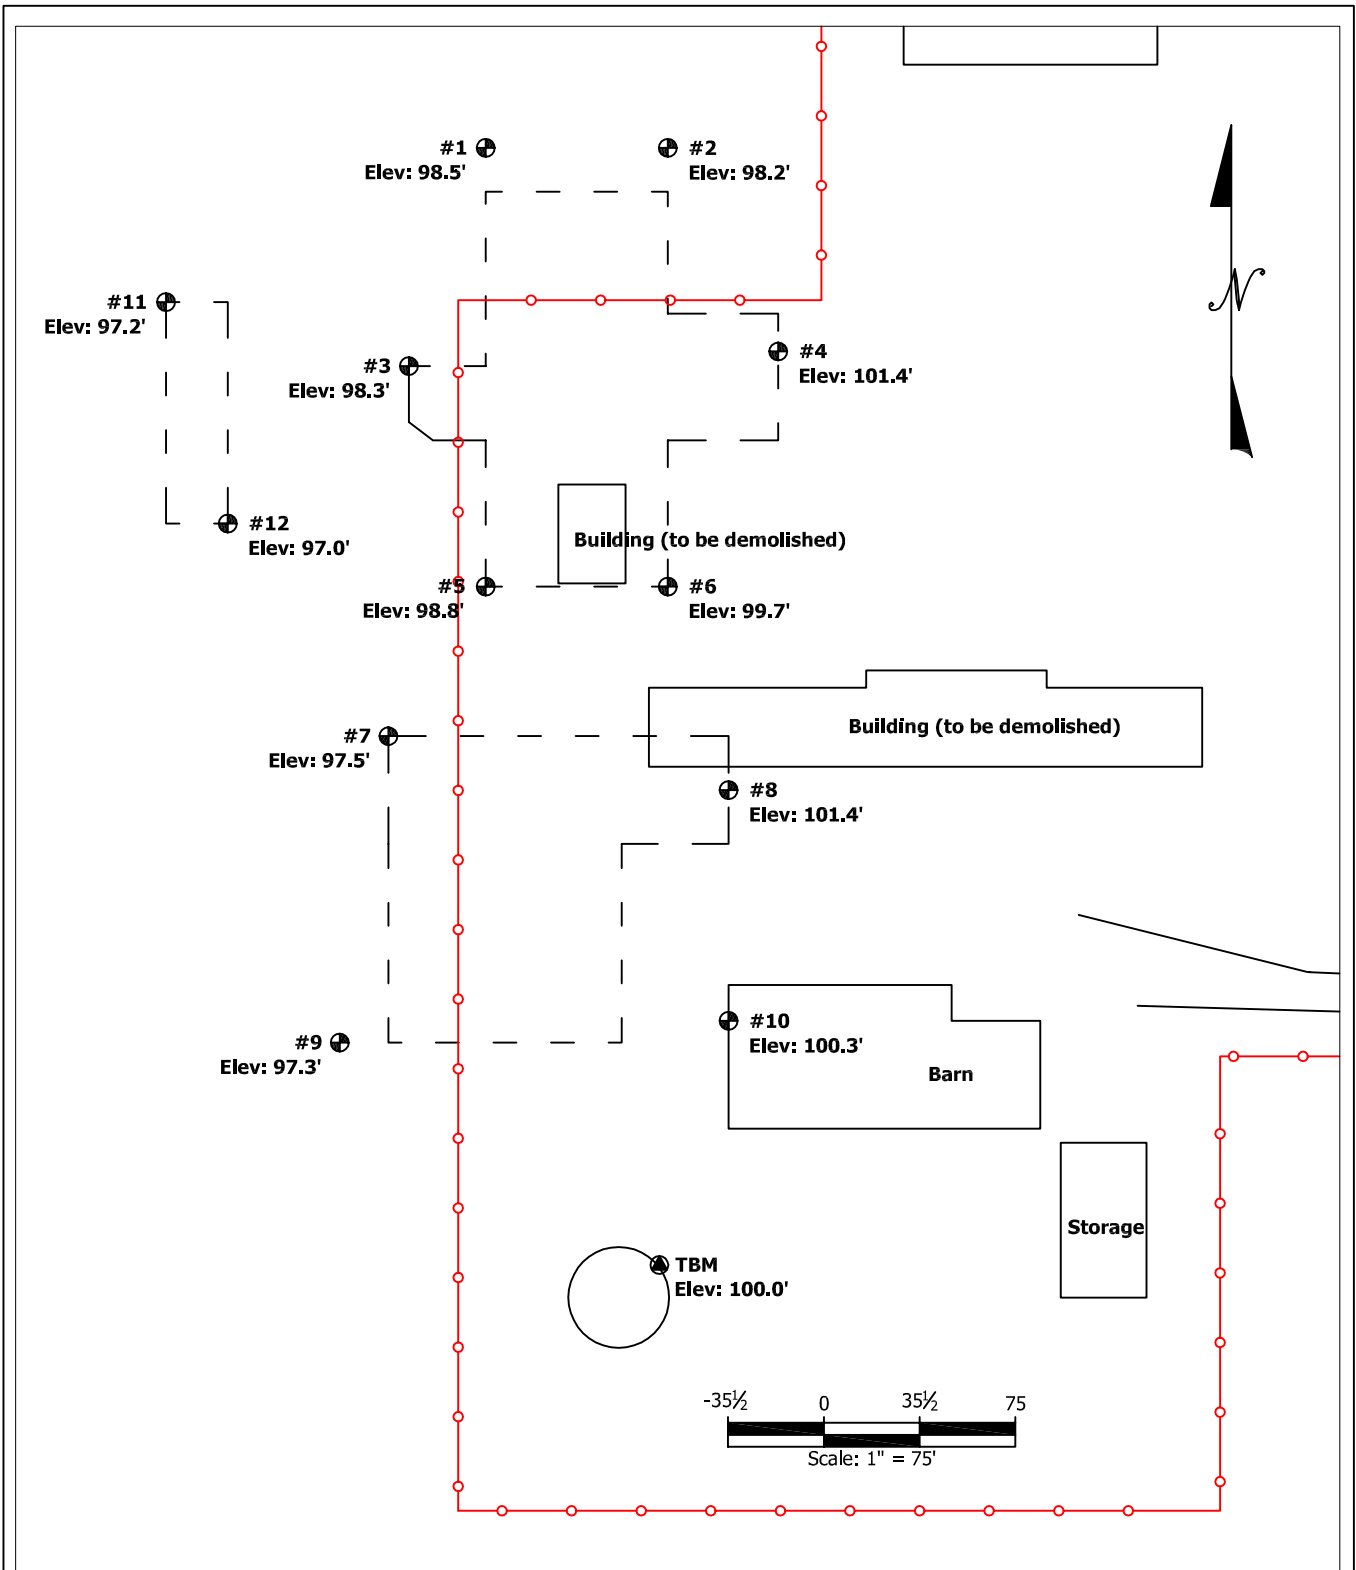 #1
Elev: 98.5'
#2
Elev: 98.2'
#11
Elev: 97.2'
N
#3
Elev: 98.3'
#4
Elev: 101.4'
#12
Elev: 97.0'
Building (to be demolished)
#5
Elev: 98.8'
#6
Elev: 99.7'
#7
Elev: 97.5'
Building (to be demolished)
#8
Elev: 101.4'
#9
Elev: 97.3'
#10
Elev: 100.3'
Barn
Storage
TBM
Elev: 100.0'
-35½ 0 35½ 75
Scale: 1" = 75'